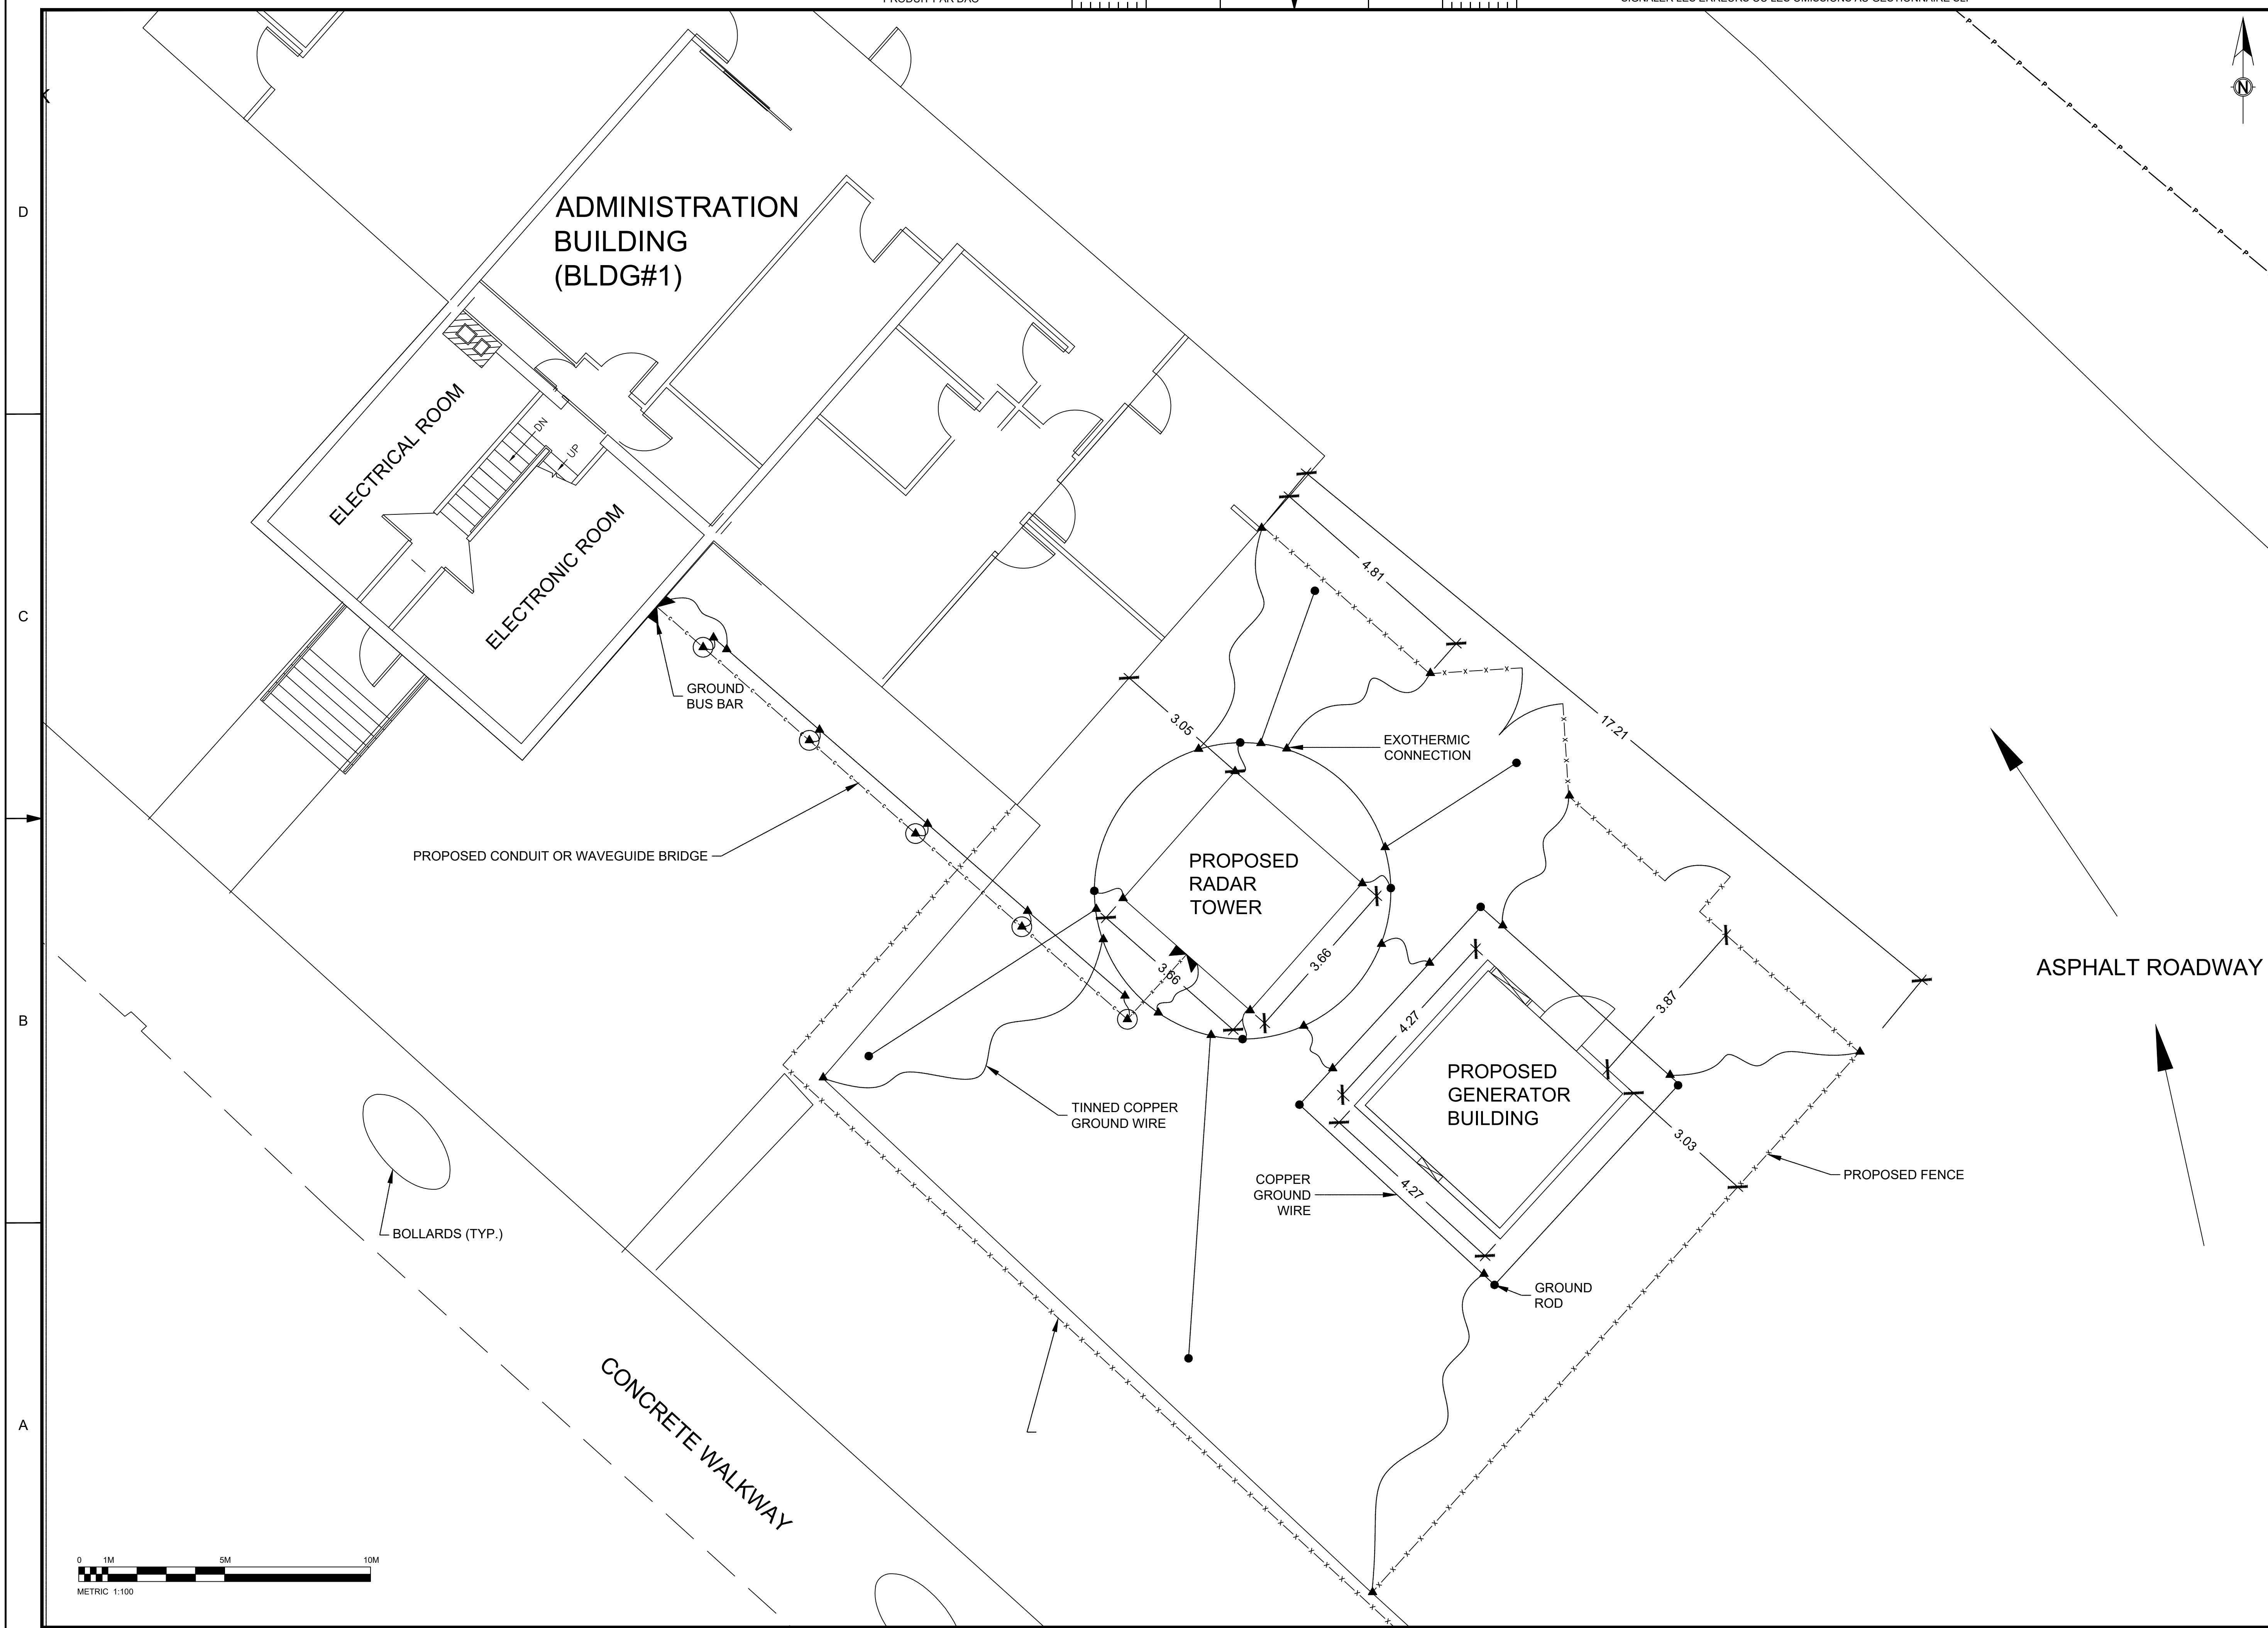 N
D
C
B
A
ADMINISTRATION
BUILDING
(BLDG#1)
ELECTRICAL ROOM
DN
UP
ELECTRONIC ROOM
GROUND
BUS BAR
4.81
17.21
3.05
EXOTHERMIC
CONNECTION
PROPOSED CONDUIT OR WAVEGUIDE BRIDGE
PROPOSED
RADAR
TOWER
3.66
3.66
ASPHALT ROADWAY
3.87
4.27
PROPOSED
GENERATOR
BUILDING
TINNED COPPER
GROUND WIRE
3.03
PROPOSED FENCE
COPPER
GROUND
WIRE
4.27
BOLLARDS (TYP.)
GROUND
ROD
CONCRETE WALKWAY
0 1M 5M 10M
METRIC 1:100